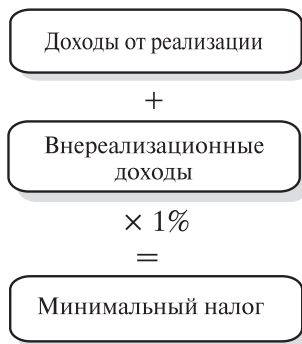 Доходы от реализации
+
Внереализационные
доходы
× 1%
=
Минимальный налог